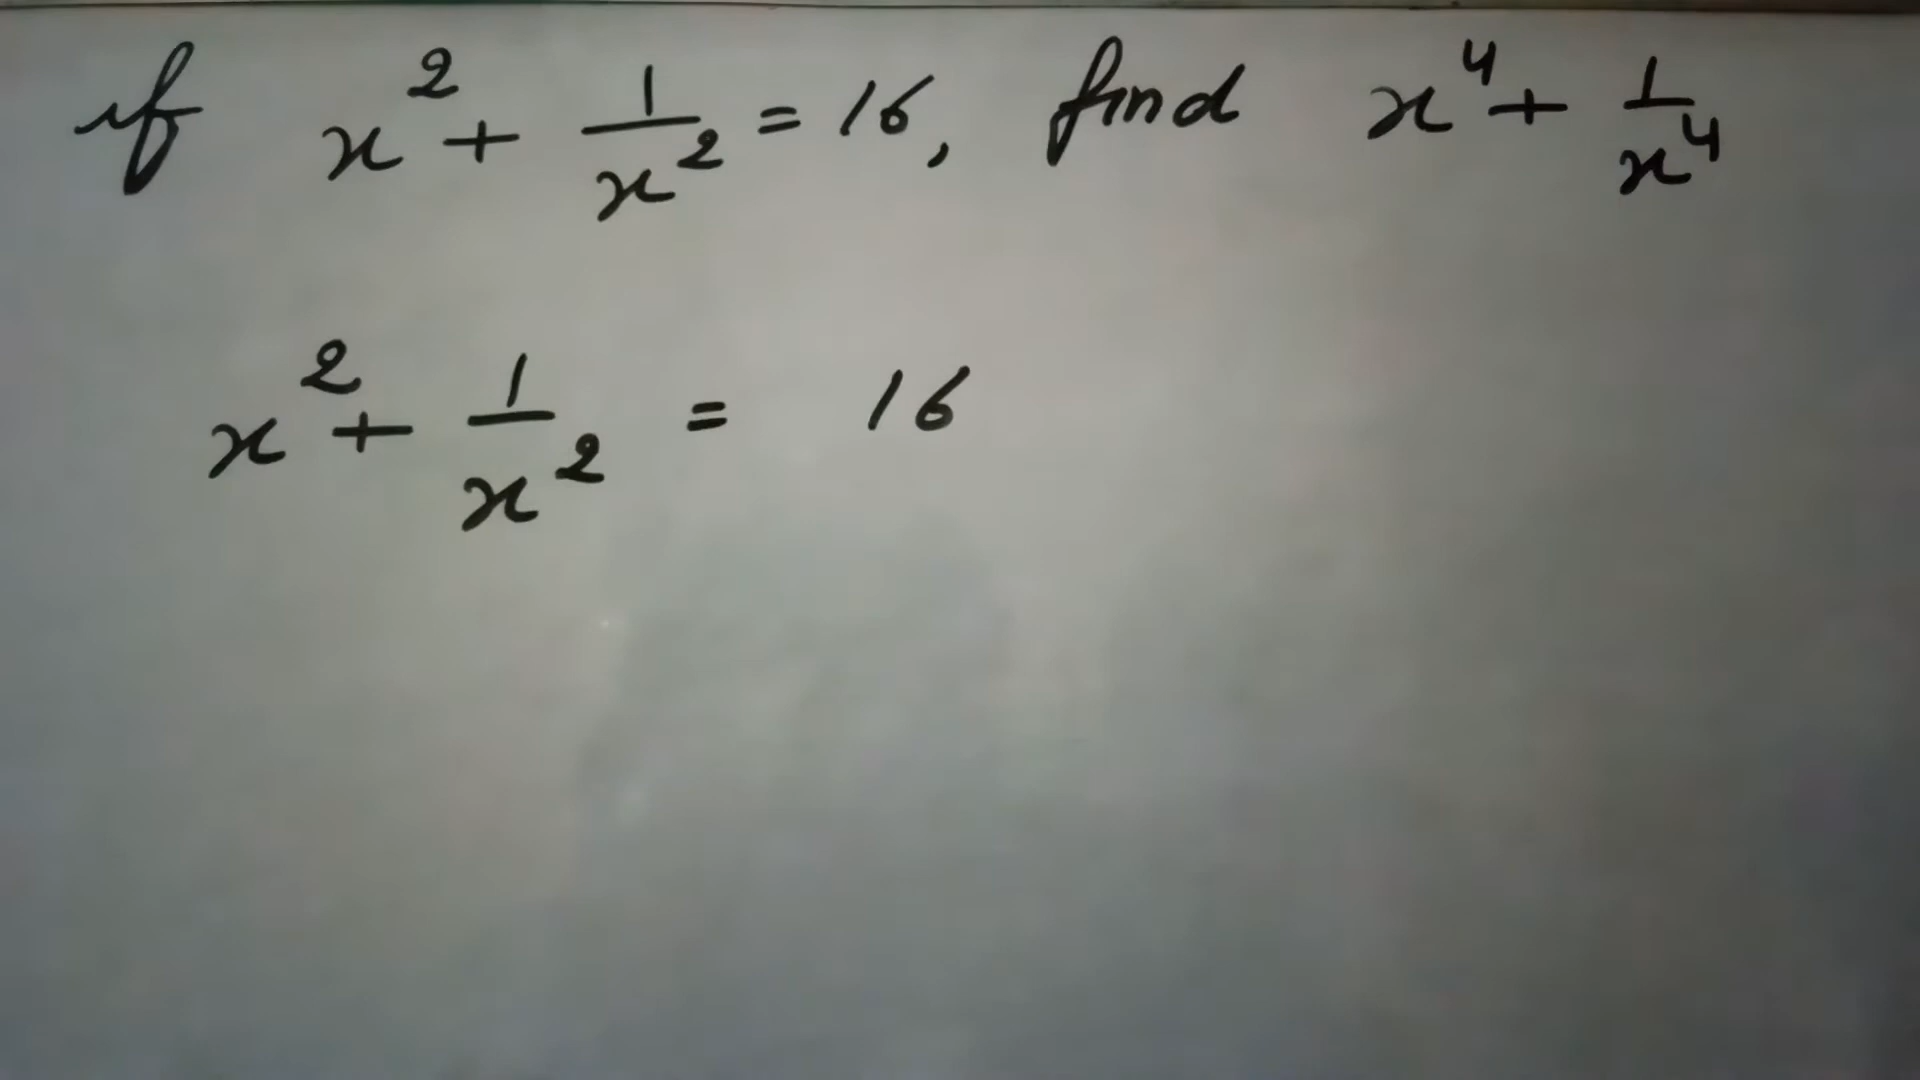 if x² + 1/x² = 16, find x⁴ + 1/x⁴
x² + 1/x² = 16